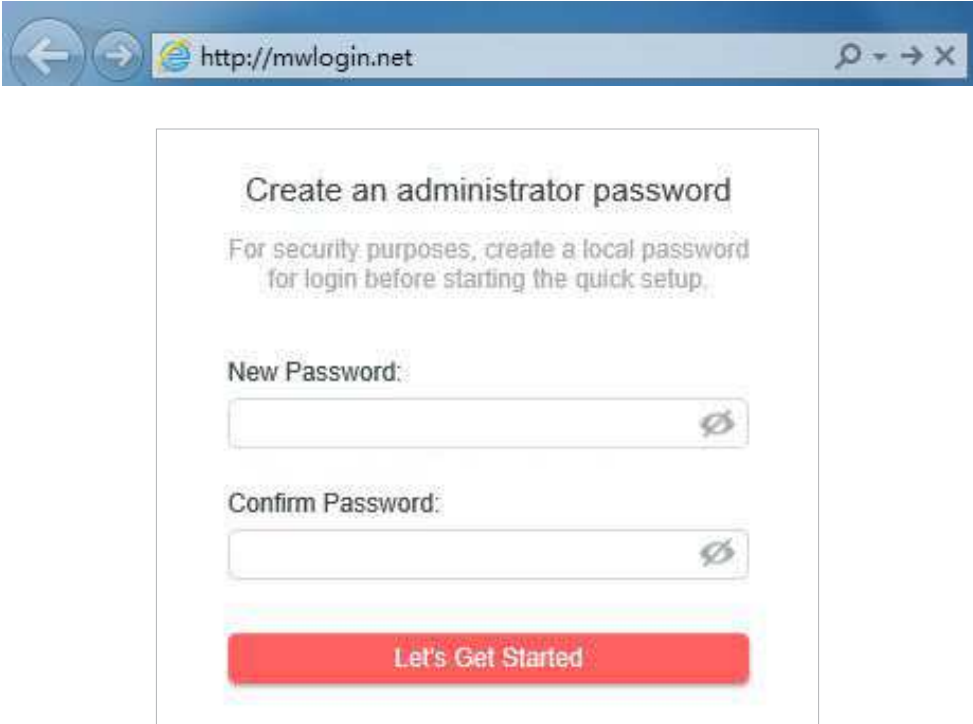 http://mwlogin.net
Create an administrator password
For security purposes, create a local password
for login before starting the quick setup.
New Password:
Confirm Password:
Let's Get Started